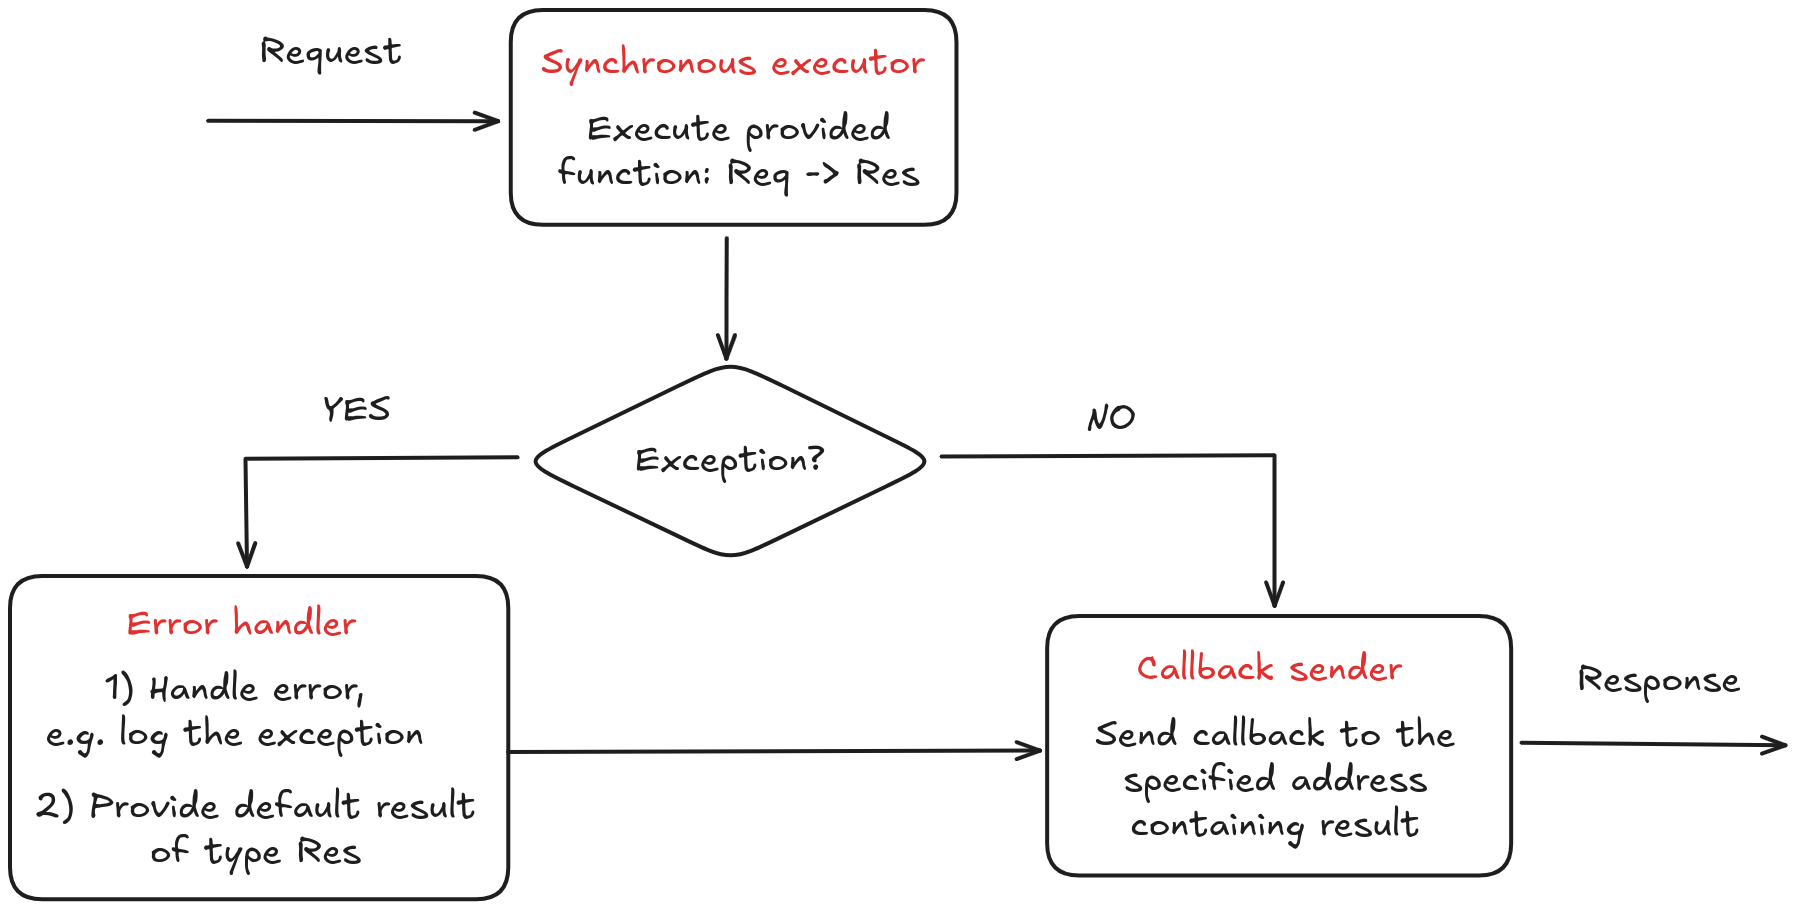 Request
Synchronous executor
Execute provided
function: Req -> Res
YES
Exception?
NO
Error handler
1) Handle error,
e.g. log the exception
2) Provide default result
of type Res
Callback sender
Send callback to the
specified address
containing result
Response